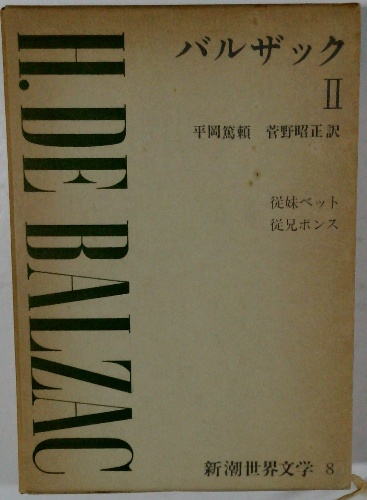 H. DE BALZAC
バルザック
II
平岡篤頼 菅野昭正訳
従妹ベット
従兄ポンス
新潮世界文学 8